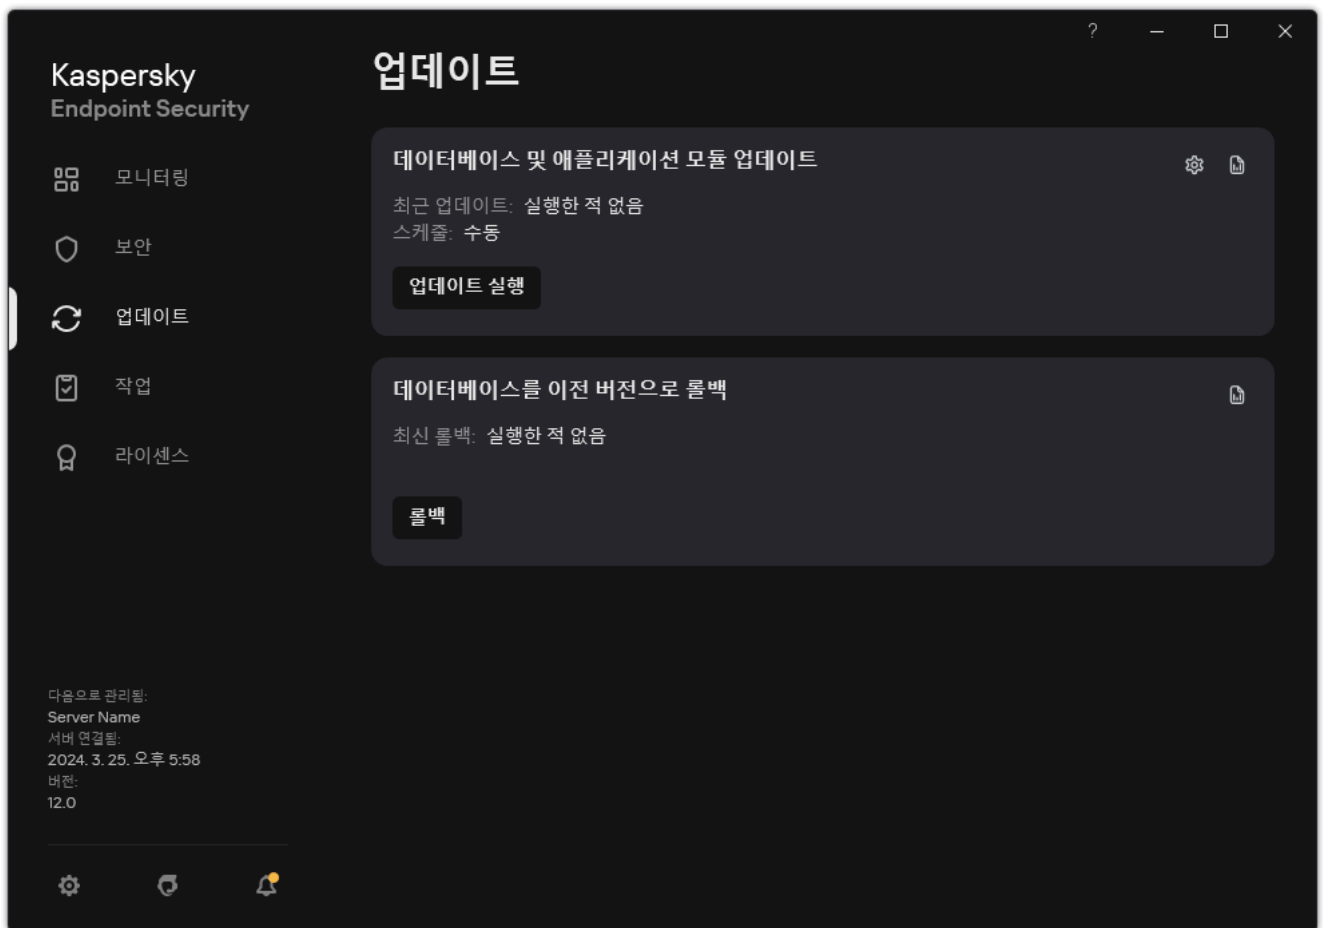 ?
Kaspersky
Endpoint Security
모니터링
보안
업데이트
작업
라이센스
다음으로 관리됨:
Server Name
서버 연결됨:
2024. 3. 25. 오후 5:58
버전:
12.0
업데이트
데이터베이스 및 애플리케이션 모듈 업데이트
최근 업데이트: 실행한 적 없음
스케줄: 수동
업데이트 실행
데이터베이스를 이전 버전으로 롤백
최신 롤백: 실행한 적 없음
롤백